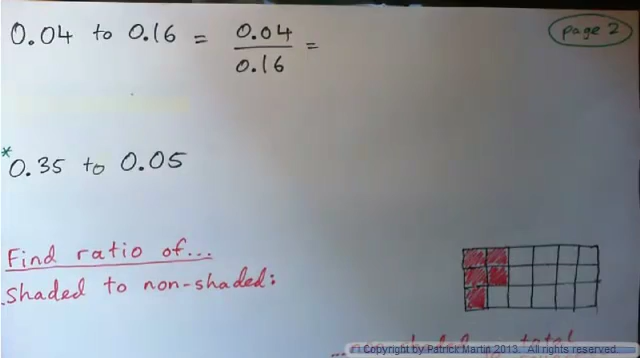 page 2
0.04 to 0.16 = 0.04 / 0.16 =
*0.35 to 0.05
Find ratio of...
Shaded to non-shaded:
...
© Copyright by Patrick Martin 2013. All rights reserved.